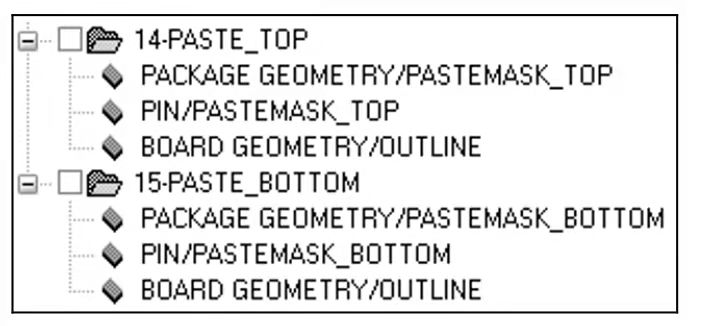 14-PASTE_TOP
PACKAGE GEOMETRY/PASTEMASK_TOP
PIN/PASTEMASK_TOP
BOARD GEOMETRY/OUTLINE
15-PASTE_BOTTOM
PACKAGE GEOMETRY/PASTEMASK_BOTTOM
PIN/PASTEMASK_BOTTOM
BOARD GEOMETRY/OUTLINE